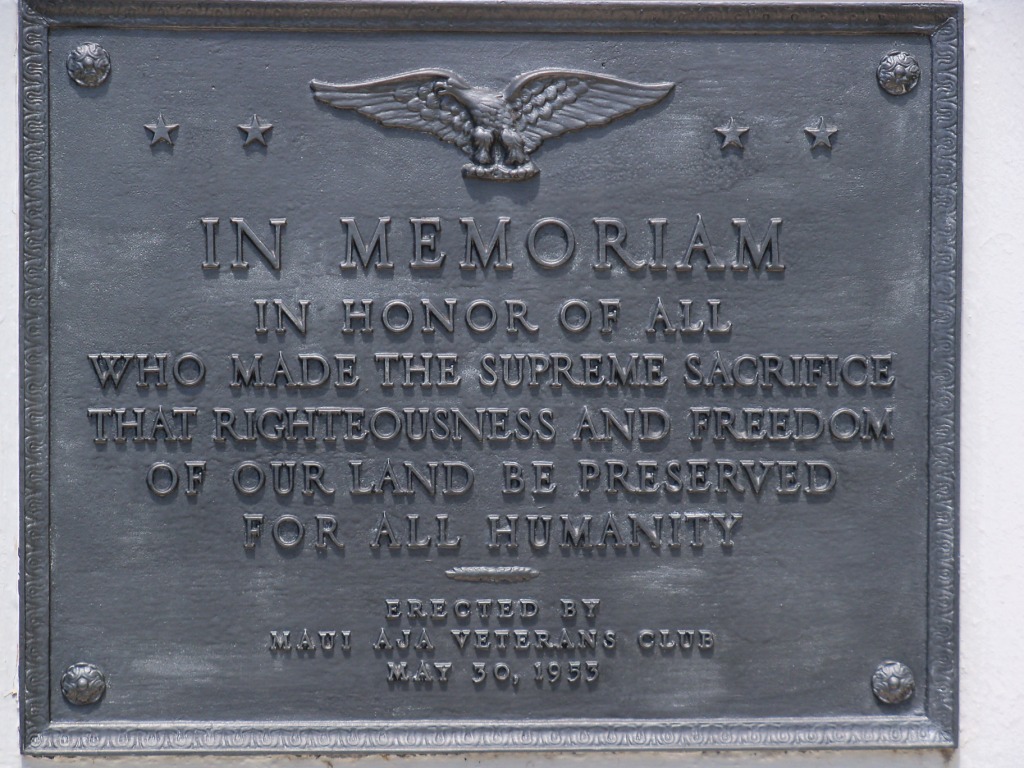 IN MEMORIAM
IN HONOR OF ALL
WHO MADE THE SUPREME SACRIFICE
THAT RIGHTEOUSNESS AND FREEDOM
OF OUR LAND BE PRESERVED
FOR ALL HUMANITY
ERECTED BY
MAUI AJA VETERANS CLUB
MAY 30, 1953